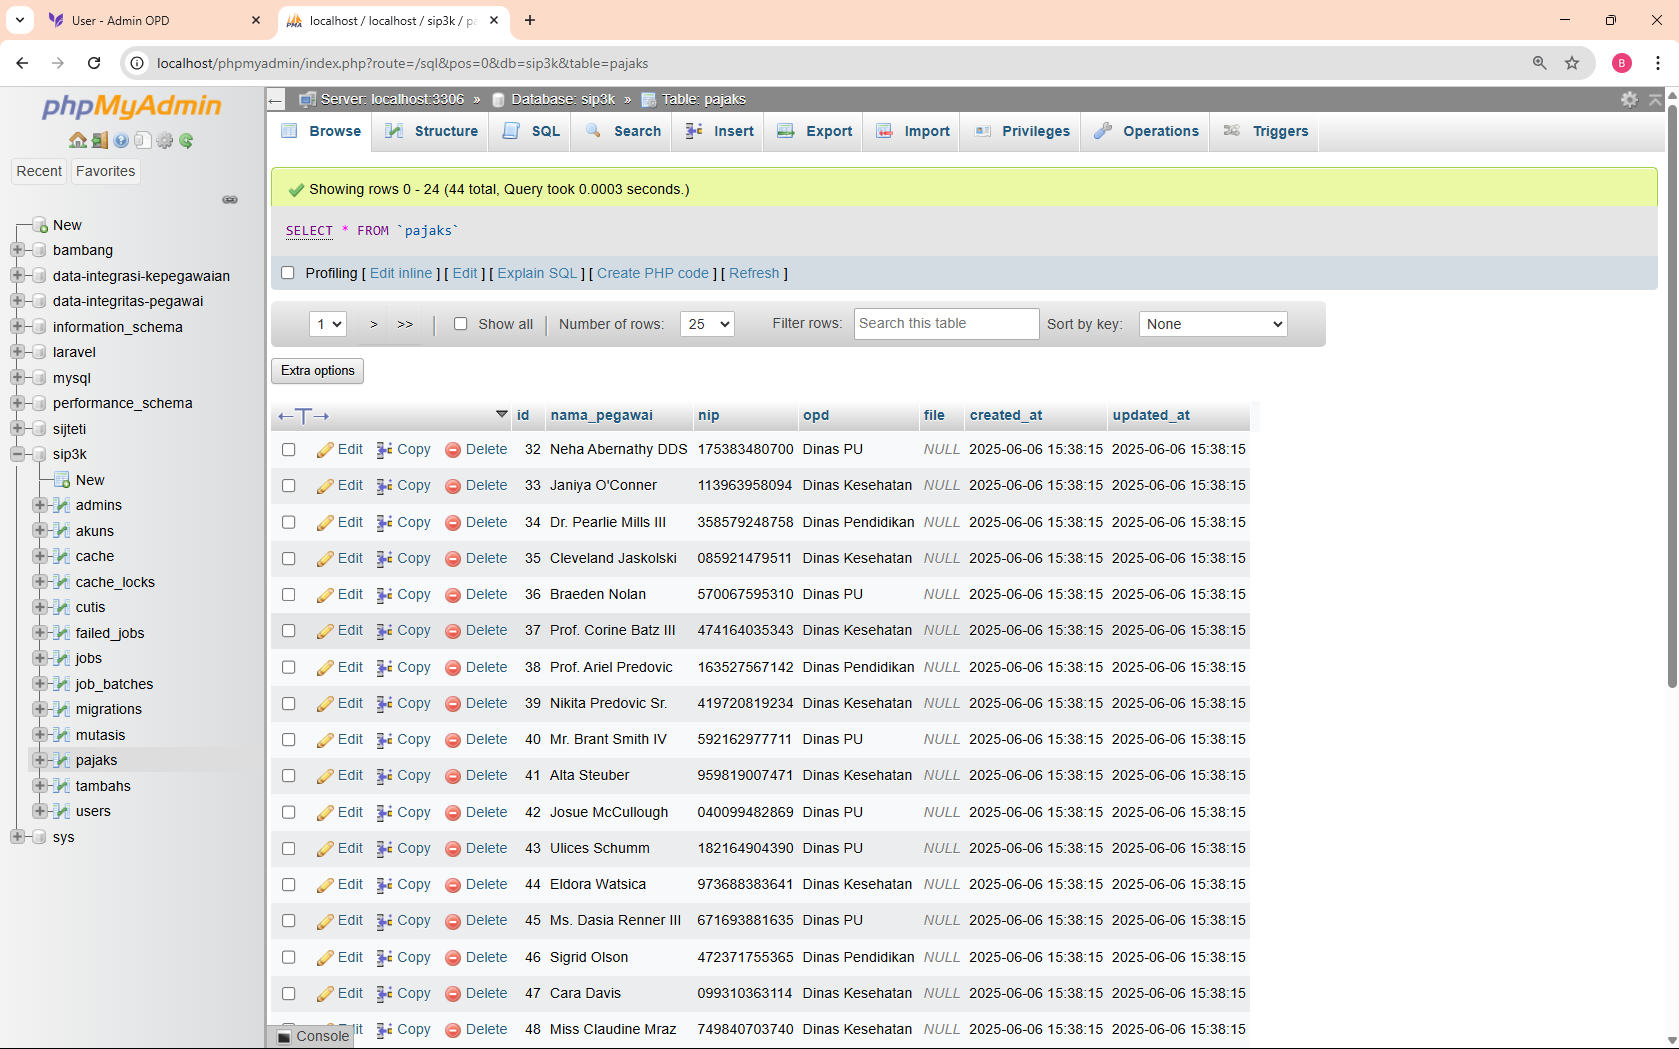 User - Admin OPD
localhost / localhost / sip3k / pa
localhost/phpmyadmin/index.php?route=/sql&pos=0&db=sip3k&table=pajaks
B
phpMyAdmin
Recent Favorites
New
bambang
data-integrasi-kepegawaian
data-integritas-pegawai
information_schema
laravel
mysql
performance_schema
sijteti
sip3k
New
admins
akuns
cache
cache_locks
cutis
failed_jobs
jobs
job_batches
migrations
mutasis
pajaks
tambahs
users
sys
Server: localhost:3306 » Database: sip3k » Table: pajaks
Browse Structure SQL Search Insert Export Import Privileges Operations Triggers
Showing rows 0 - 24 (44 total, Query took 0.0003 seconds.)
SELECT * FROM `pajaks`
Profiling [ Edit inline ] [ Edit ] [ Explain SQL ] [ Create PHP code ] [ Refresh ]
1 > >> Show all Number of rows: 25 Filter rows: Search this table Sort by key: None
Extra options
id nama_pegawai nip opd file created_at updated_at
Edit Copy Delete 32 Neha Abernathy DDS 175383480700 Dinas PU NULL 2025-06-06 15:38:15 2025-06-06 15:38:15
Edit Copy Delete 33 Janiya O'Conner 113963958094 Dinas Kesehatan NULL 2025-06-06 15:38:15 2025-06-06 15:38:15
Edit Copy Delete 34 Dr. Pearlie Mills III 358579248758 Dinas Pendidikan NULL 2025-06-06 15:38:15 2025-06-06 15:38:15
Edit Copy Delete 35 Cleveland Jaskolski 085921479511 Dinas Kesehatan NULL 2025-06-06 15:38:15 2025-06-06 15:38:15
Edit Copy Delete 36 Braeden Nolan 570067595310 Dinas PU NULL 2025-06-06 15:38:15 2025-06-06 15:38:15
Edit Copy Delete 37 Prof. Corine Batz III 474164035343 Dinas Kesehatan NULL 2025-06-06 15:38:15 2025-06-06 15:38:15
Edit Copy Delete 38 Prof. Ariel Predovic 163527567142 Dinas Pendidikan NULL 2025-06-06 15:38:15 2025-06-06 15:38:15
Edit Copy Delete 39 Nikita Predovic Sr. 419720819234 Dinas Kesehatan NULL 2025-06-06 15:38:15 2025-06-06 15:38:15
Edit Copy Delete 40 Mr. Brant Smith IV 592162977711 Dinas PU NULL 2025-06-06 15:38:15 2025-06-06 15:38:15
Edit Copy Delete 41 Alta Steuber 959819007471 Dinas Kesehatan NULL 2025-06-06 15:38:15 2025-06-06 15:38:15
Edit Copy Delete 42 Josue McCullough 040099482869 Dinas PU NULL 2025-06-06 15:38:15 2025-06-06 15:38:15
Edit Copy Delete 43 Ulices Schumm 182164904390 Dinas PU NULL 2025-06-06 15:38:15 2025-06-06 15:38:15
Edit Copy Delete 44 Eldora Watsica 973688383641 Dinas Kesehatan NULL 2025-06-06 15:38:15 2025-06-06 15:38:15
Edit Copy Delete 45 Ms. Dasia Renner III 671693881635 Dinas PU NULL 2025-06-06 15:38:15 2025-06-06 15:38:15
Edit Copy Delete 46 Sigrid Olson 472371755365 Dinas Pendidikan NULL 2025-06-06 15:38:15 2025-06-06 15:38:15
Edit Copy Delete 47 Cara Davis 099310363114 Dinas Kesehatan NULL 2025-06-06 15:38:15 2025-06-06 15:38:15
Copy Delete 48 Miss Claudine Mraz 749840703740 Dinas Kesehatan NULL 2025-06-06 15:38:15 2025-06-06 15:38:15
Console